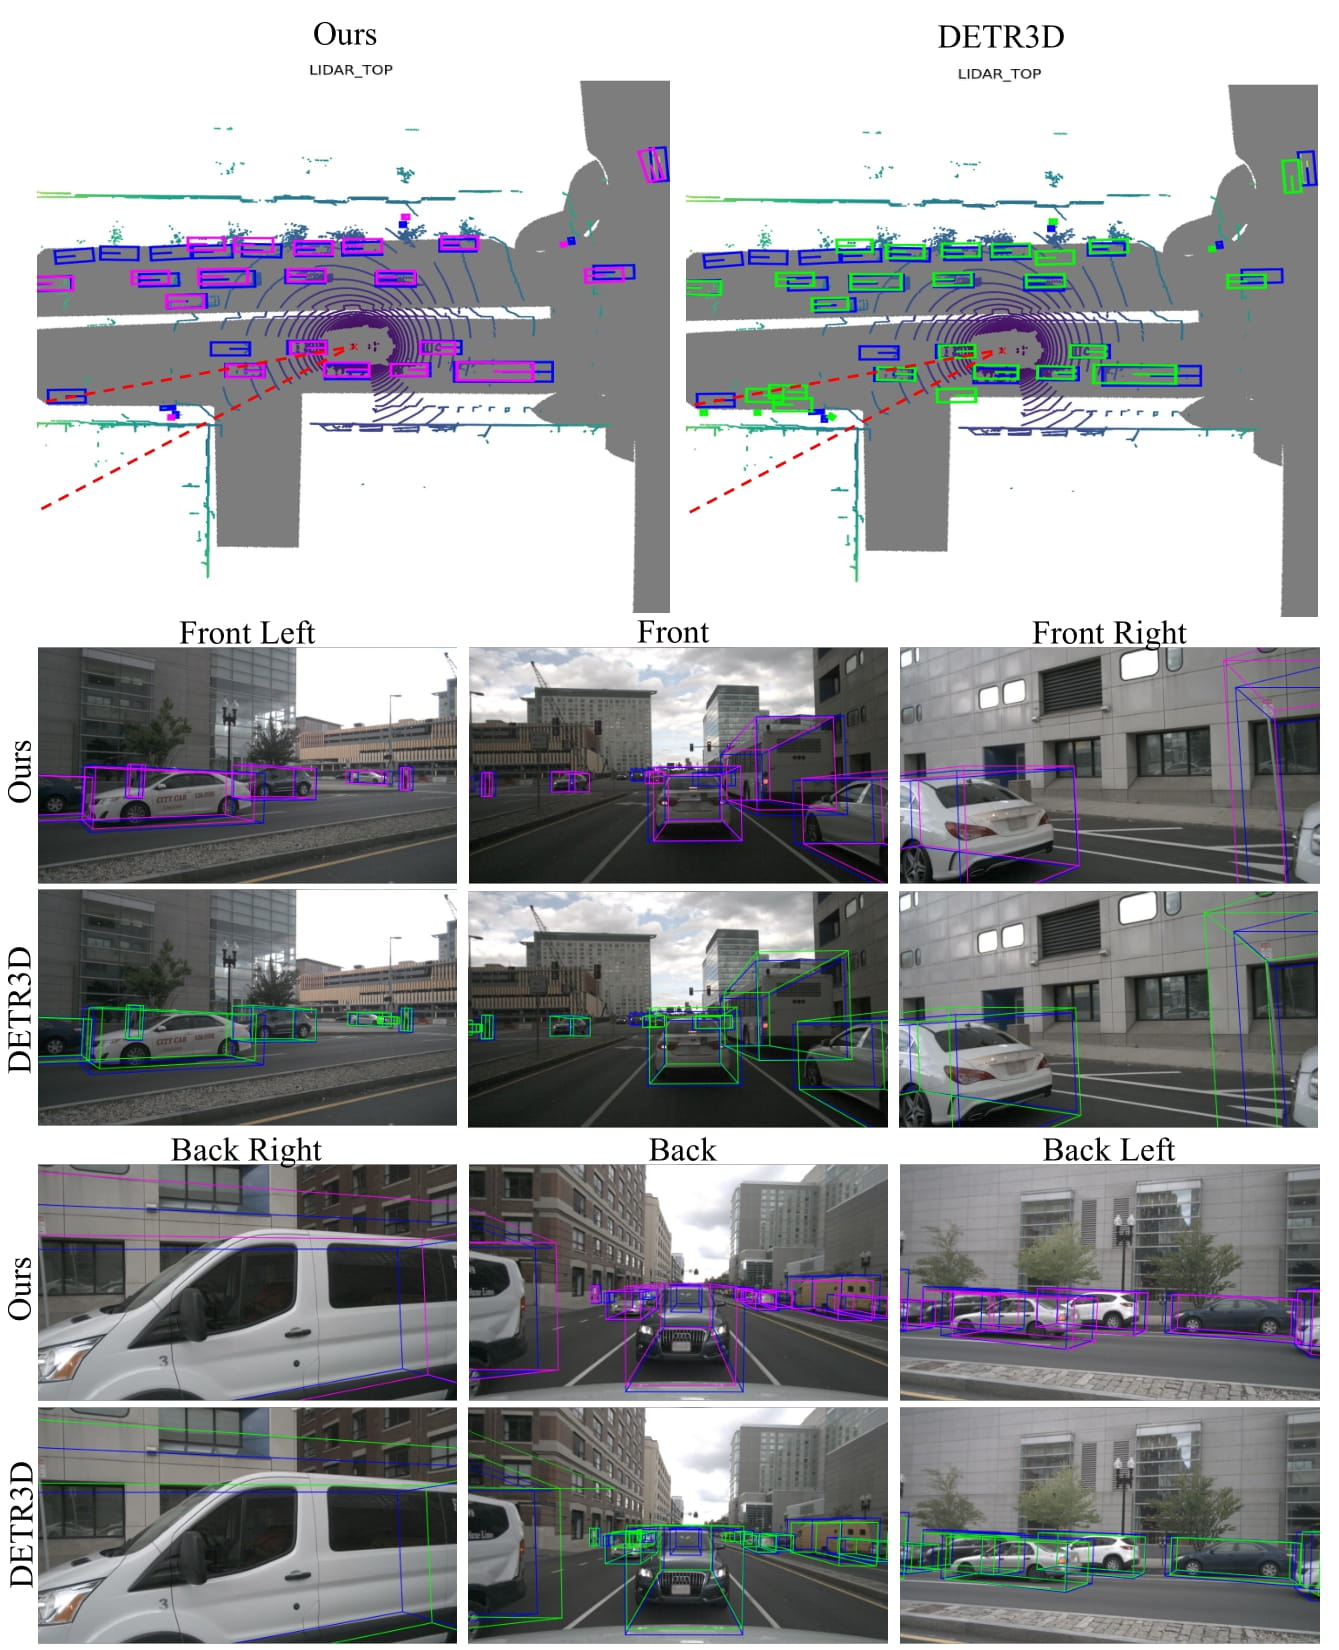 Ours
DETR3D
LIDAR_TOP
LIDAR_TOP
Front Left
Front
Front Right
Ours
CITY CAB
DETR3D
CITY CAB
Back Right
Back
Back Left
Ours
3
DETR3D
3